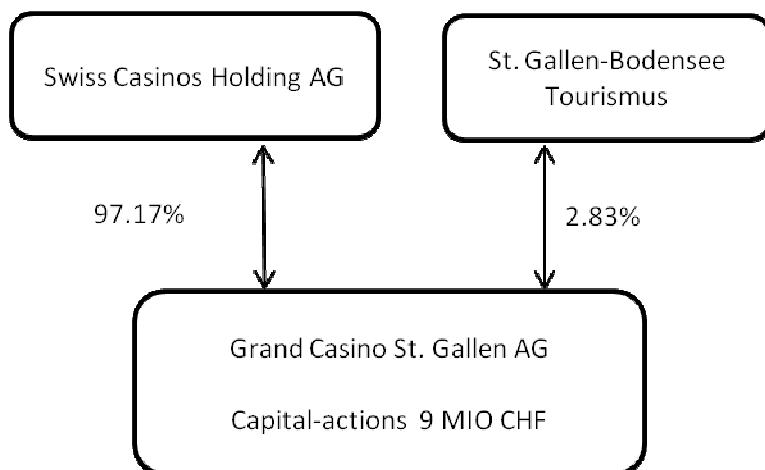 Swiss Casinos Holding AG
St. Gallen-Bodensee
Tourismus
97.17%
2.83%
Grand Casino St. Gallen AG
Capital-actions 9 MIO CHF